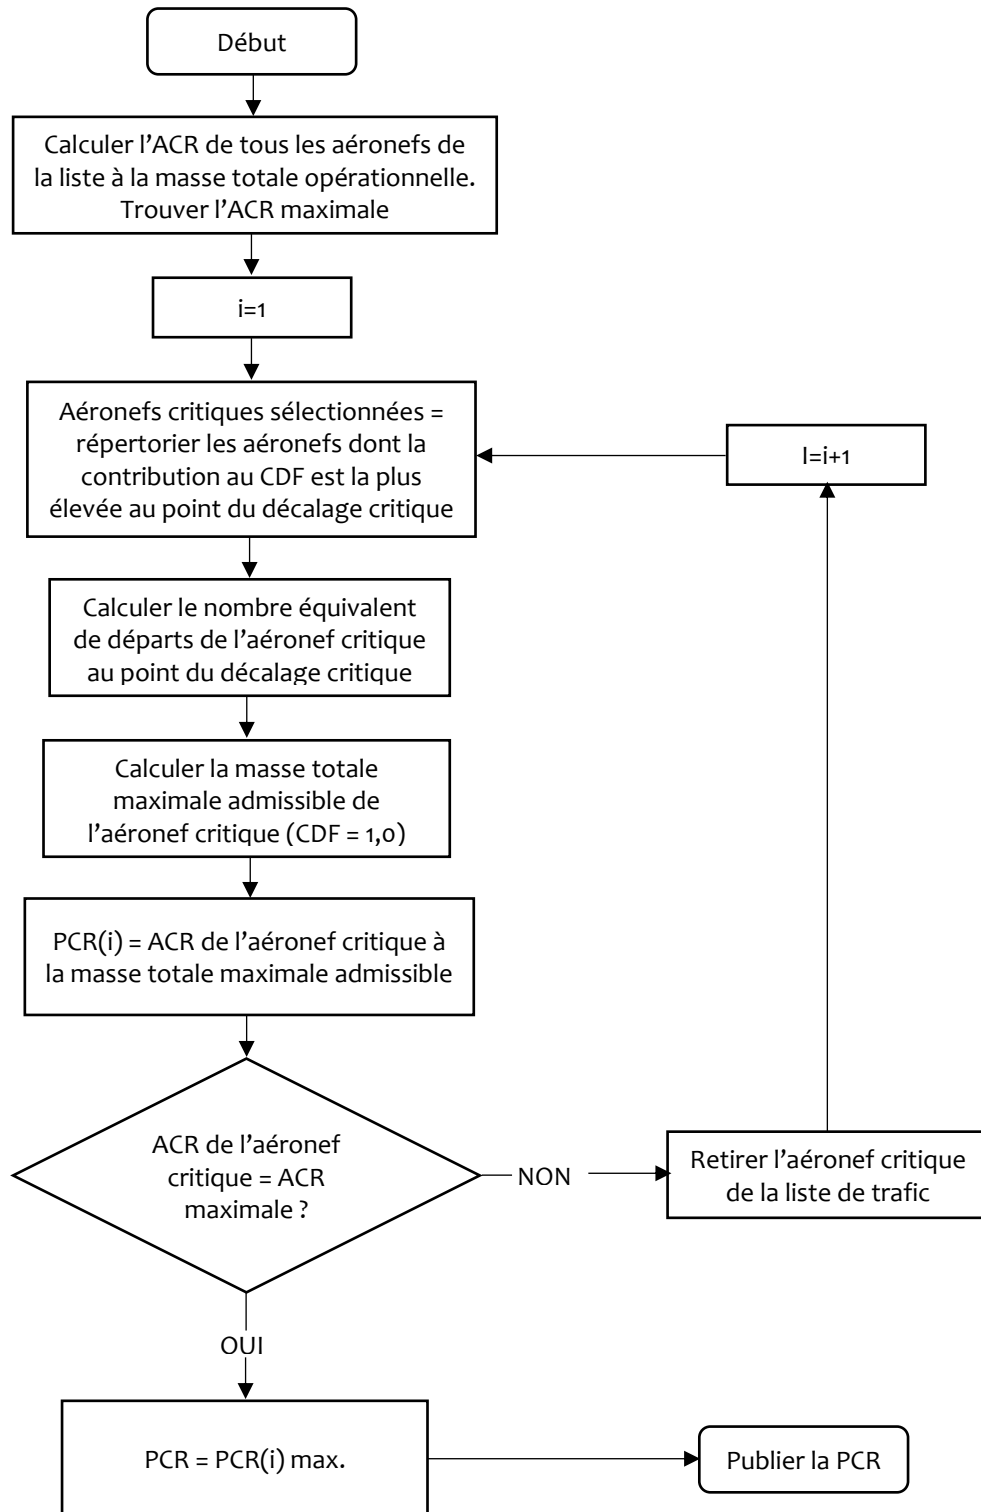 Début
Calculer l’ACR de tous les aéronefs de
la liste à la masse totale opérationnelle.
Trouver l’ACR maximale
i=1
Aéronefs critiques sélectionnées =
répertorier les aéronefs dont la
contribution au CDF est la plus
élevée au point du décalage critique
I=i+1
Calculer le nombre équivalent
de départs de l’aéronef critique
au point du décalage critique
Calculer la masse totale
maximale admissible de
l’aéronef critique (CDF = 1,0)
PCR(i) = ACR de l’aéronef critique à
la masse totale maximale admissible
ACR de l’aéronef
critique = ACR
maximale ?
NON
Retirer l’aéronef critique
de la liste de trafic
OUI
PCR = PCR(i) max.
Publier la PCR